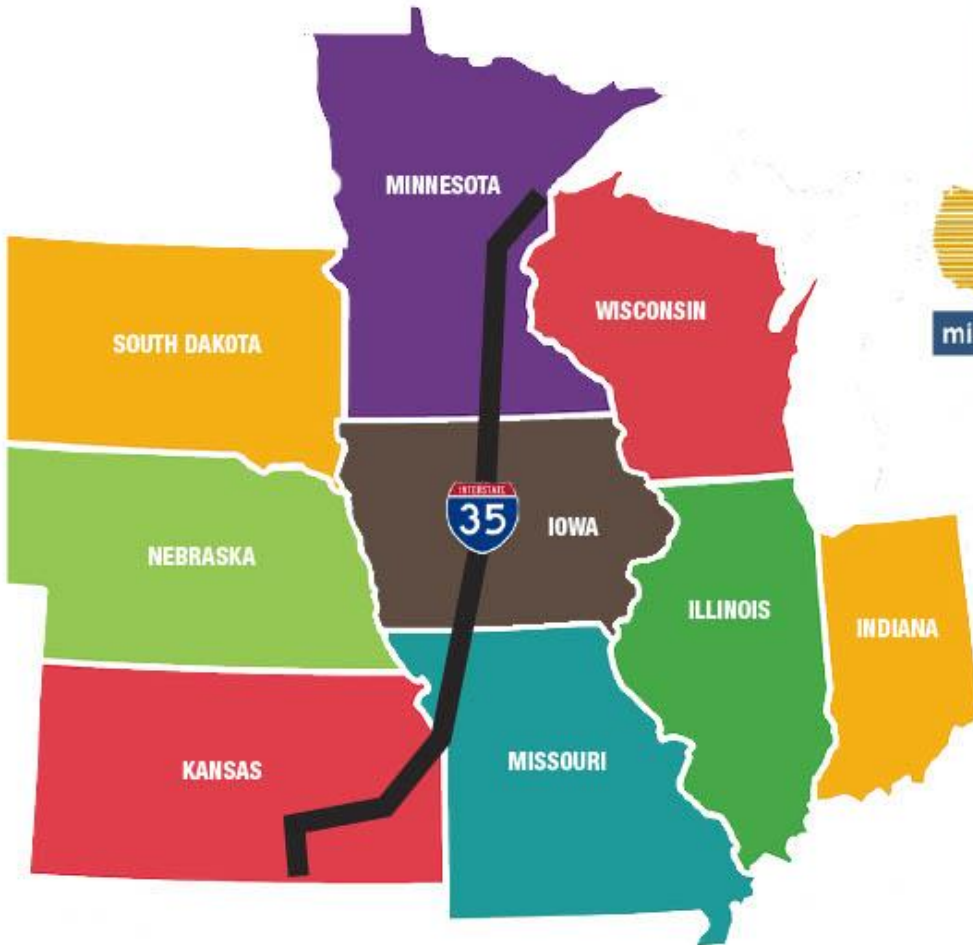 MINNESOTA
WISCONSIN
SOUTH DAKOTA
mi
INTERSTATE
35
IOWA
NEBRASKA
ILLINOIS
INDIANA
MISSOURI
KANSAS